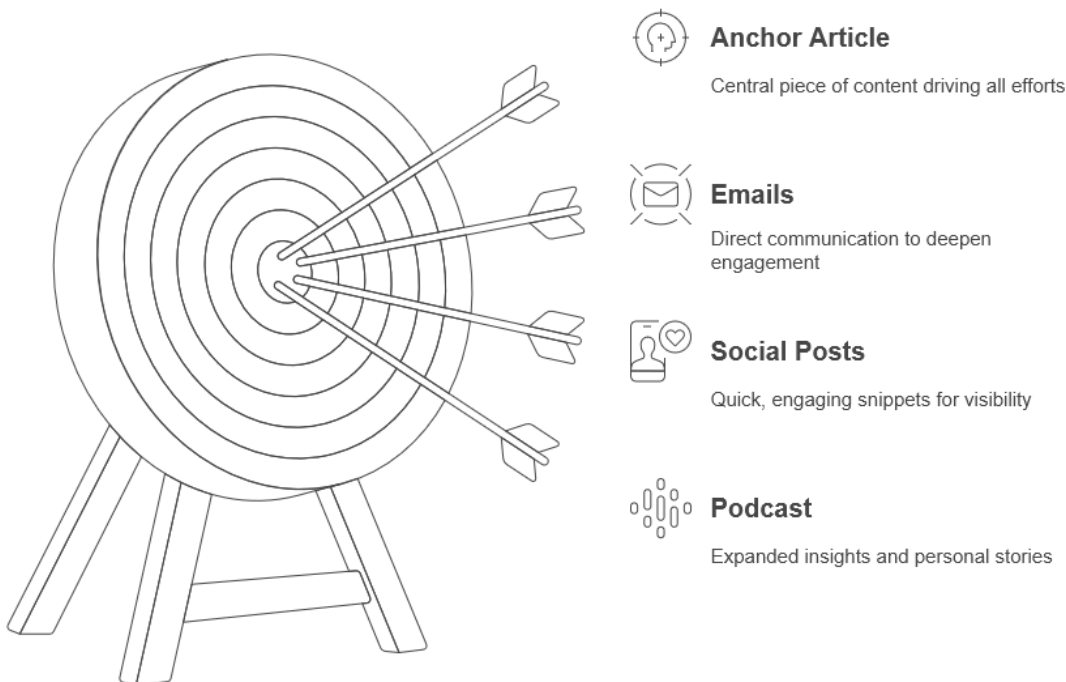 Anchor Article
Central piece of content driving all efforts
Emails
Direct communication to deepen
engagement
Social Posts
Quick, engaging snippets for visibility
Podcast
Expanded insights and personal stories